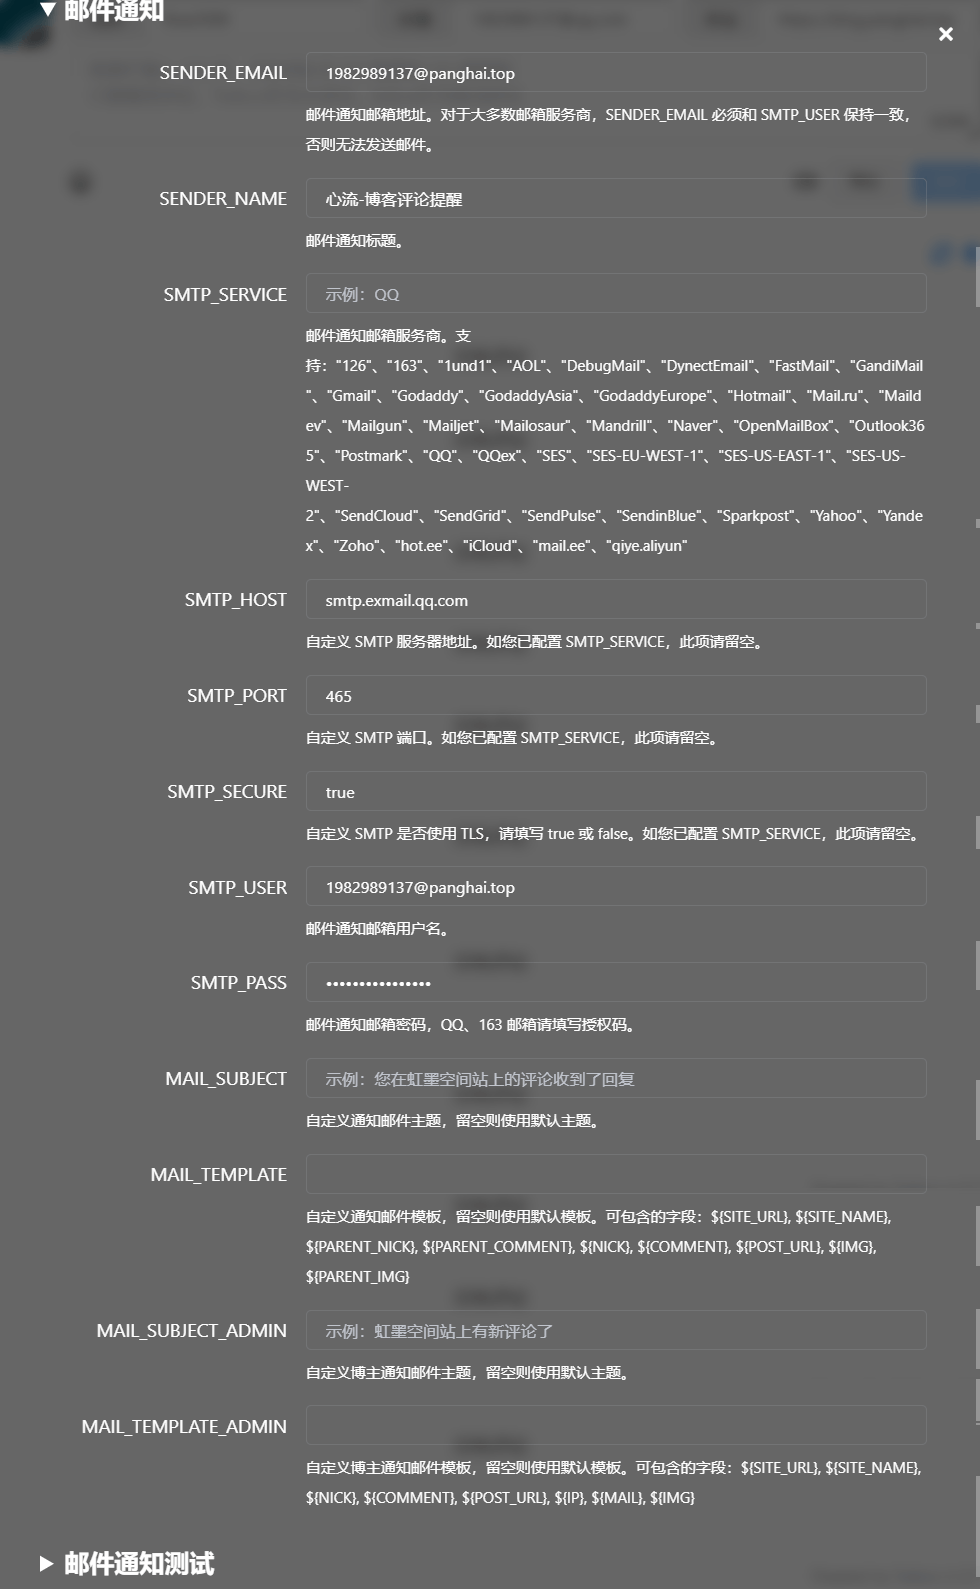 ▼ 邮件通知
×
SENDER_EMAIL
1982989137@panghai.top
邮件通知邮箱地址。对于大多数邮箱服务商，SENDER_EMAIL 必须和 SMTP_USER 保持一致，
否则无法发送邮件。
SENDER_NAME
心流-博客评论提醒
邮件通知标题。
SMTP_SERVICE
示例：QQ
邮件通知邮箱服务商。支
持："126"、"163"、"1und1"、"AOL"、"DebugMail"、"DynectEmail"、"FastMail"、"GandiMail
"、"Gmail"、"Godaddy"、"GodaddyAsia"、"GodaddyEurope"、"Hotmail"、"Mail.ru"、"Maild
ev"、"Mailgun"、"Mailjet"、"Mailosaur"、"Mandrill"、"Naver"、"OpenMailBox"、"Outlook36
5"、"Postmark"、"QQ"、"QQex"、"SES"、"SES-EU-WEST-1"、"SES-US-EAST-1"、"SES-US-
WEST-
2"、"SendCloud"、"SendGrid"、"SendPulse"、"SendinBlue"、"Sparkpost"、"Yahoo"、"Yande
x"、"Zoho"、"hot.ee"、"iCloud"、"mail.ee"、"qiye.aliyun"
SMTP_HOST
smtp.exmail.qq.com
自定义 SMTP 服务器地址。如您已配置 SMTP_SERVICE，此项请留空。
SMTP_PORT
465
自定义 SMTP 端口。如您已配置 SMTP_SERVICE，此项请留空。
SMTP_SECURE
true
自定义 SMTP 是否使用 TLS，请填写 true 或 false。如您已配置 SMTP_SERVICE，此项请留空。
SMTP_USER
1982989137@panghai.top
邮件通知邮箱用户名。
SMTP_PASS
••••••••••••••••
邮件通知邮箱密码，QQ、163 邮箱请填写授权码。
MAIL_SUBJECT
示例：您在虹墨空间站上的评论收到了回复
自定义通知邮件主题，留空则使用默认主题。
MAIL_TEMPLATE
自定义通知邮件模板，留空则使用默认模板。可包含的字段：${SITE_URL}, ${SITE_NAME},
${PARENT_NICK}, ${PARENT_COMMENT}, ${NICK}, ${COMMENT}, ${POST_URL}, ${IMG},
${PARENT_IMG}
MAIL_SUBJECT_ADMIN
示例：虹墨空间站上有新评论了
自定义博主通知邮件主题，留空则使用默认主题。
MAIL_TEMPLATE_ADMIN
自定义博主通知邮件模板，留空则使用默认模板。可包含的字段：${SITE_URL}, ${SITE_NAME},
${NICK}, ${COMMENT}, ${POST_URL}, ${IP}, ${MAIL}, ${IMG}
▶ 邮件通知测试